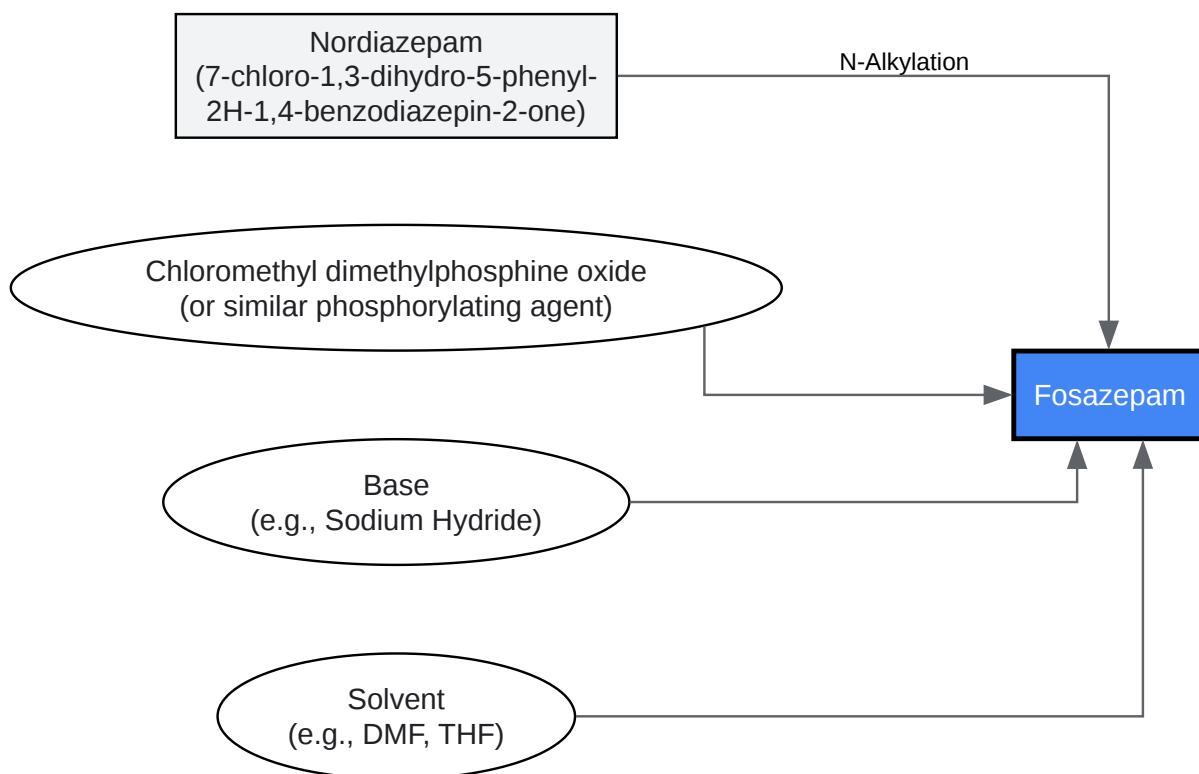 Nordiazepam
(7-chloro-1,3-dihydro-5-phenyl-
2H-1,4-benzodiazepin-2-one)
N-Alkylation
Chloromethyl dimethylphosphine oxide
(or similar phosphorylating agent)
Fosazepam
Base
(e.g., Sodium Hydride)
Solvent
(e.g., DMF, THF)